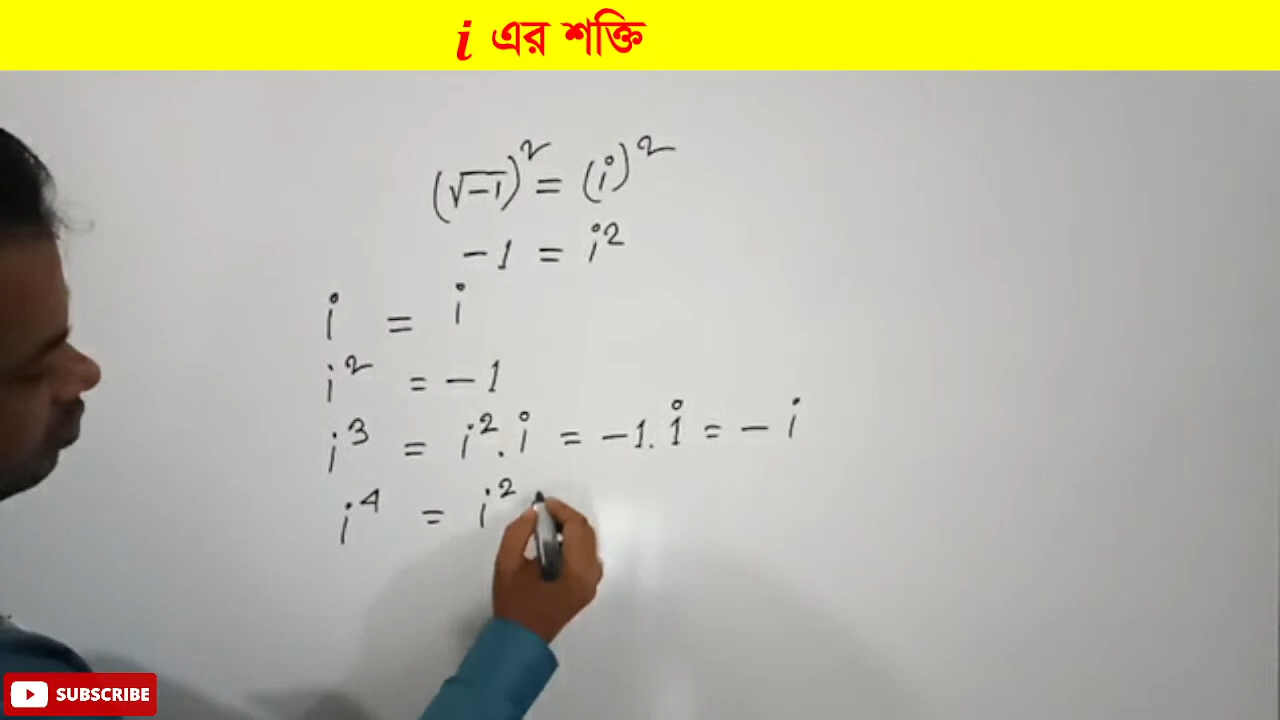 i এর শক্তি
(√-1)² = (i)²
-1 = i²
i = i
i² = -1
i³ = i² . i = -1 . i = - i
i⁴ = i²
SUBSCRIBE